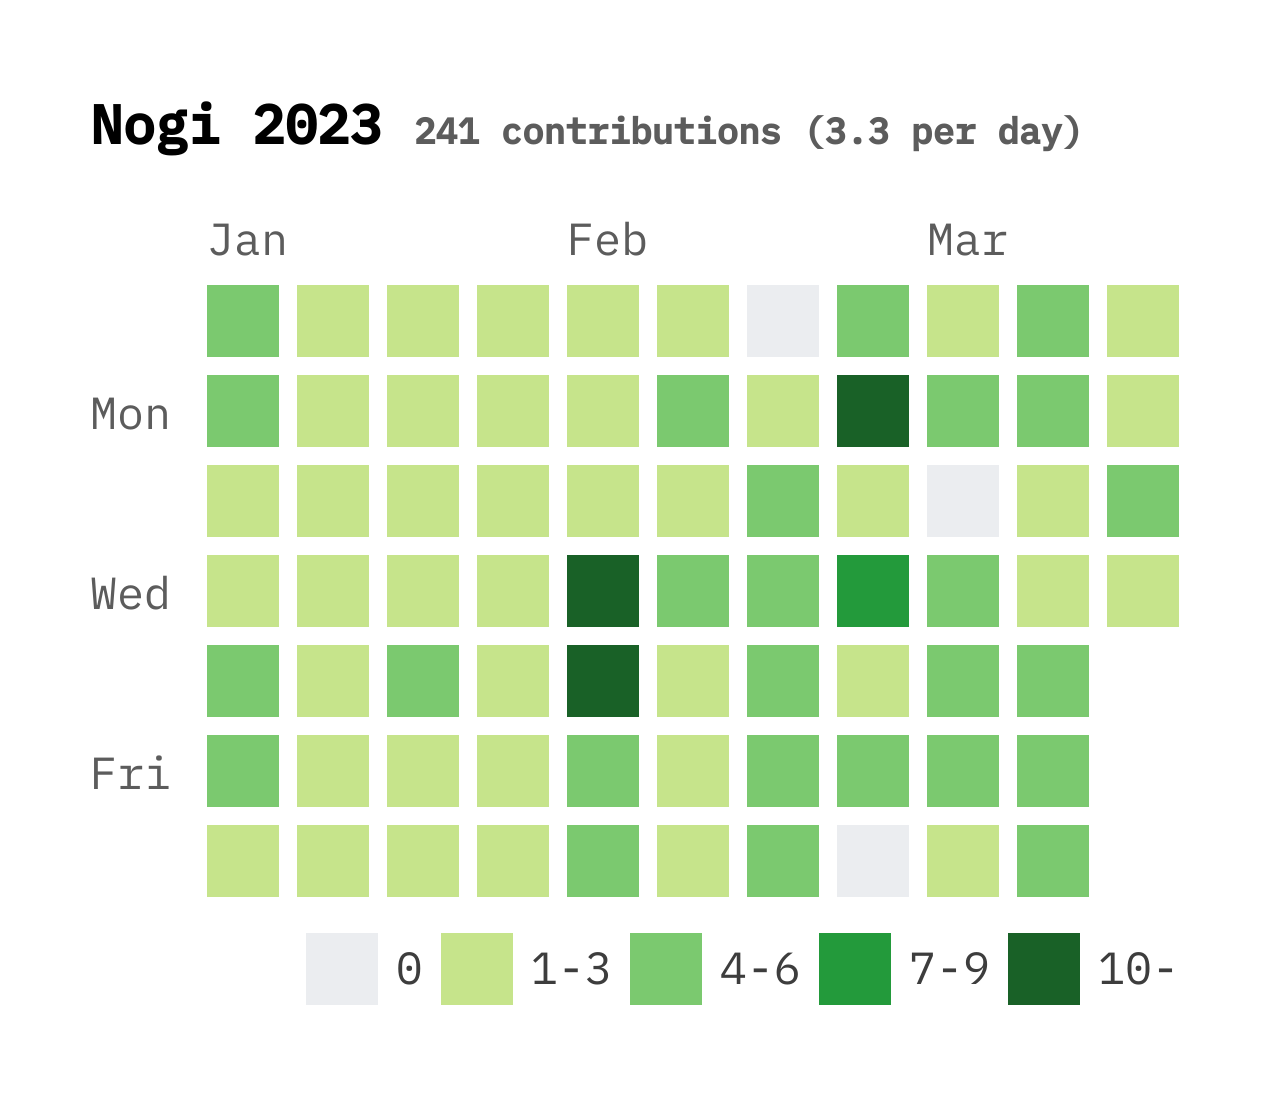 Nogi 2023 241 contributions (3.3 per day)
Jan Feb Mar
Mon
Wed
Fri
0 1-3 4-6 7-9 10-